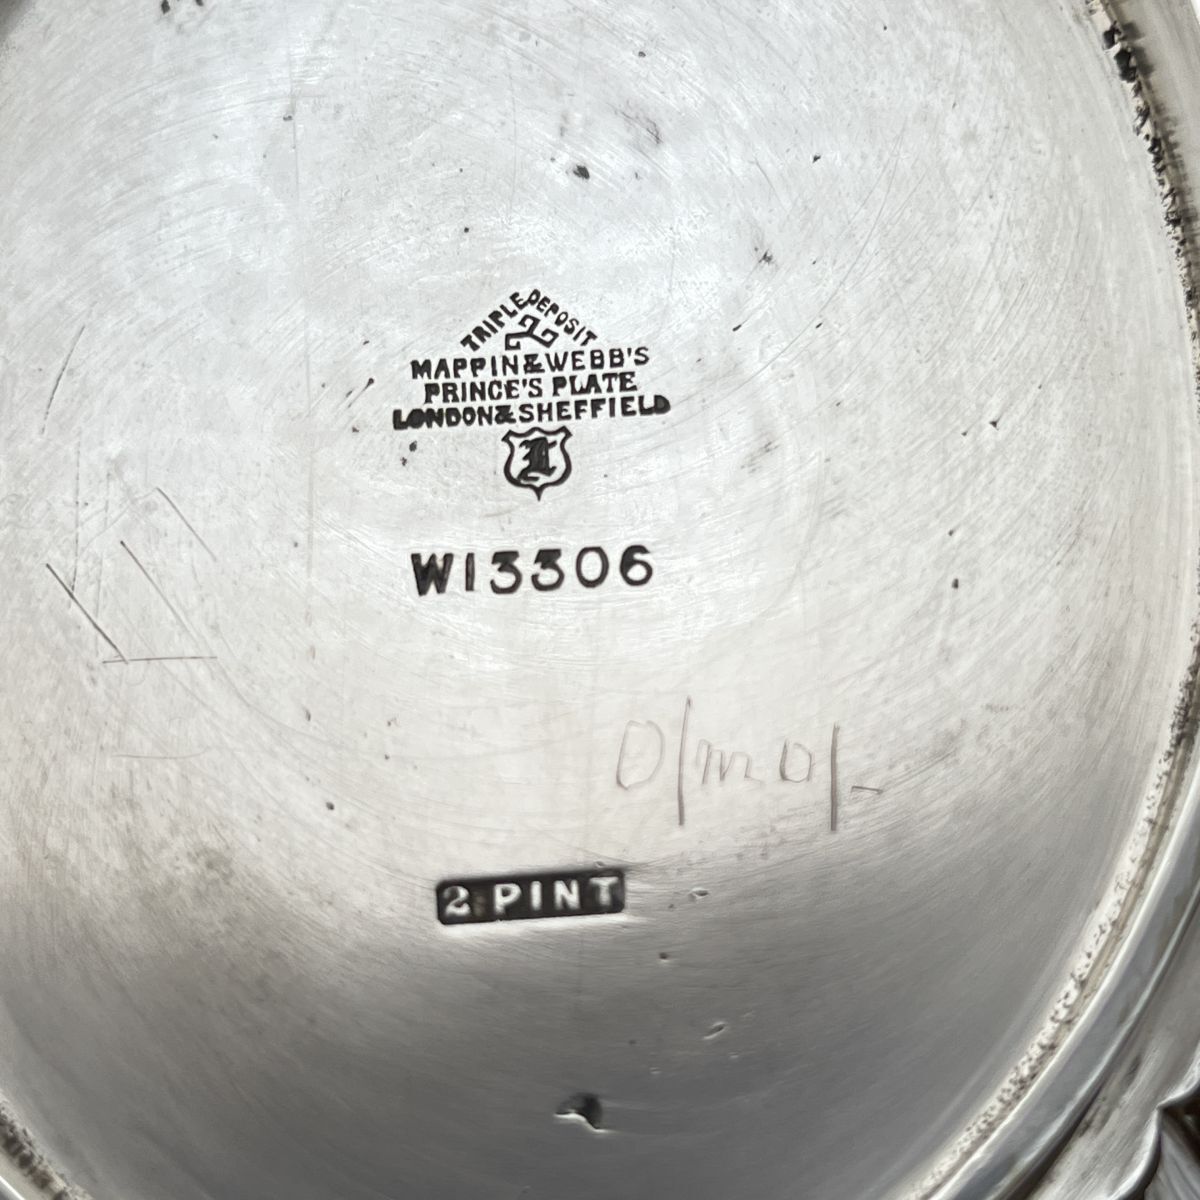 TRIPLE DEPOSIT
MAPPIN & WEBB'S
PRINCE'S PLATE
LONDON & SHEFFIELD
W13306
2 PINT